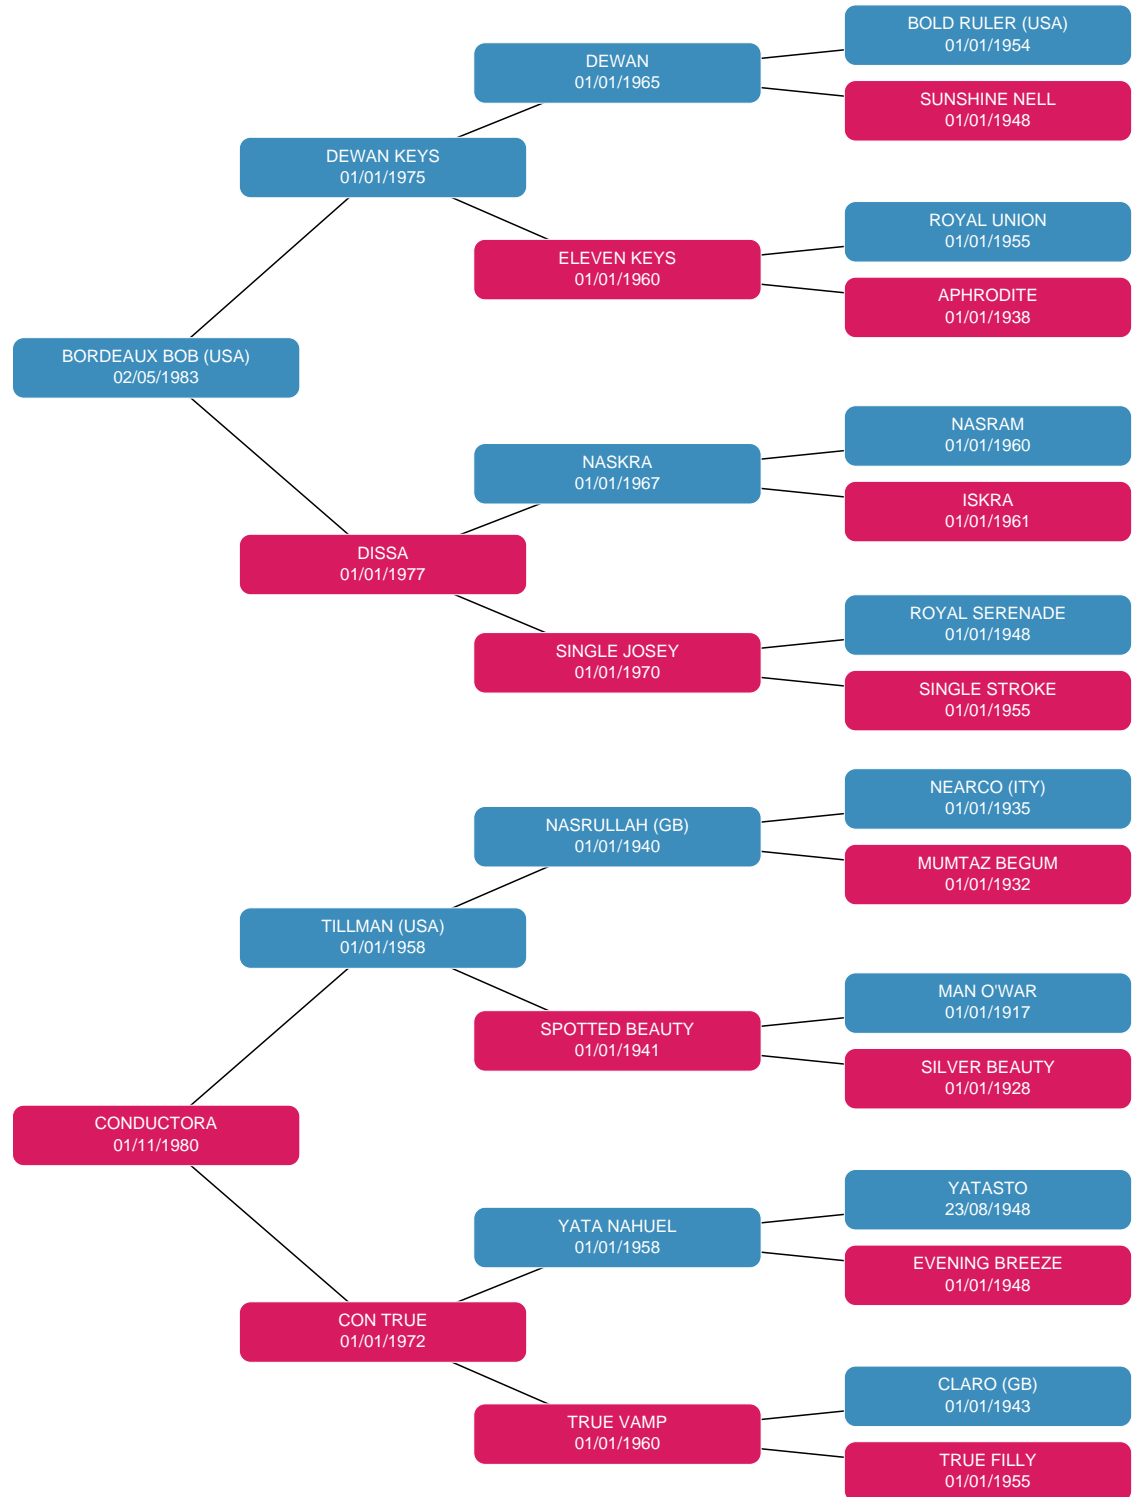 BOLD RULER (USA)
01/01/1954
DEWAN
01/01/1965
SUNSHINE NELL
01/01/1948
DEWAN KEYS
01/01/1975
ROYAL UNION
01/01/1955
ELEVEN KEYS
01/01/1960
APHRODITE
01/01/1938
BORDEAUX BOB (USA)
02/05/1983
NASRAM
01/01/1960
NASKRA
01/01/1967
ISKRA
01/01/1961
DISSA
01/01/1977
ROYAL SERENADE
01/01/1948
SINGLE JOSEY
01/01/1970
SINGLE STROKE
01/01/1955
NEARCO (ITY)
01/01/1935
NASRULLAH (GB)
01/01/1940
MUMTAZ BEGUM
01/01/1932
TILLMAN (USA)
01/01/1958
MAN O'WAR
01/01/1917
SPOTTED BEAUTY
01/01/1941
SILVER BEAUTY
01/01/1928
CONDUCTORA
01/11/1980
YATASTO
23/08/1948
YATA NAHUEL
01/01/1958
EVENING BREEZE
01/01/1948
CON TRUE
01/01/1972
CLARO (GB)
01/01/1943
TRUE VAMP
01/01/1960
TRUE FILLY
01/01/1955